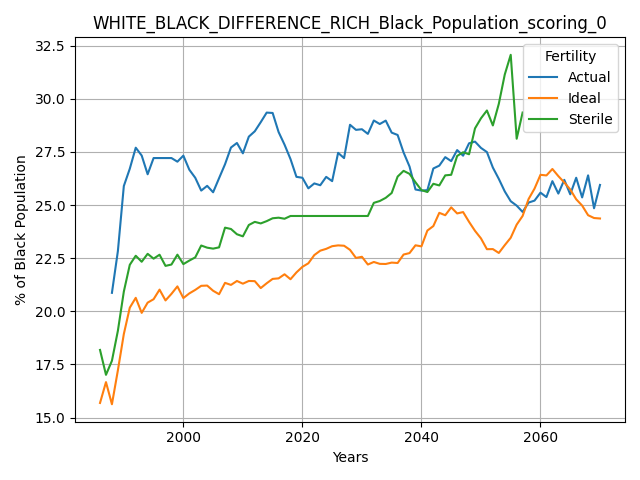 WHITE_BLACK_DIFFERENCE_RICH_Black_Population_scoring_0
32.5
30.0
27.5
25.0
22.5
20.0
17.5
15.0
% of Black Population
Fertility
Actual
Ideal
Sterile
2000
2020
2040
2060
Years